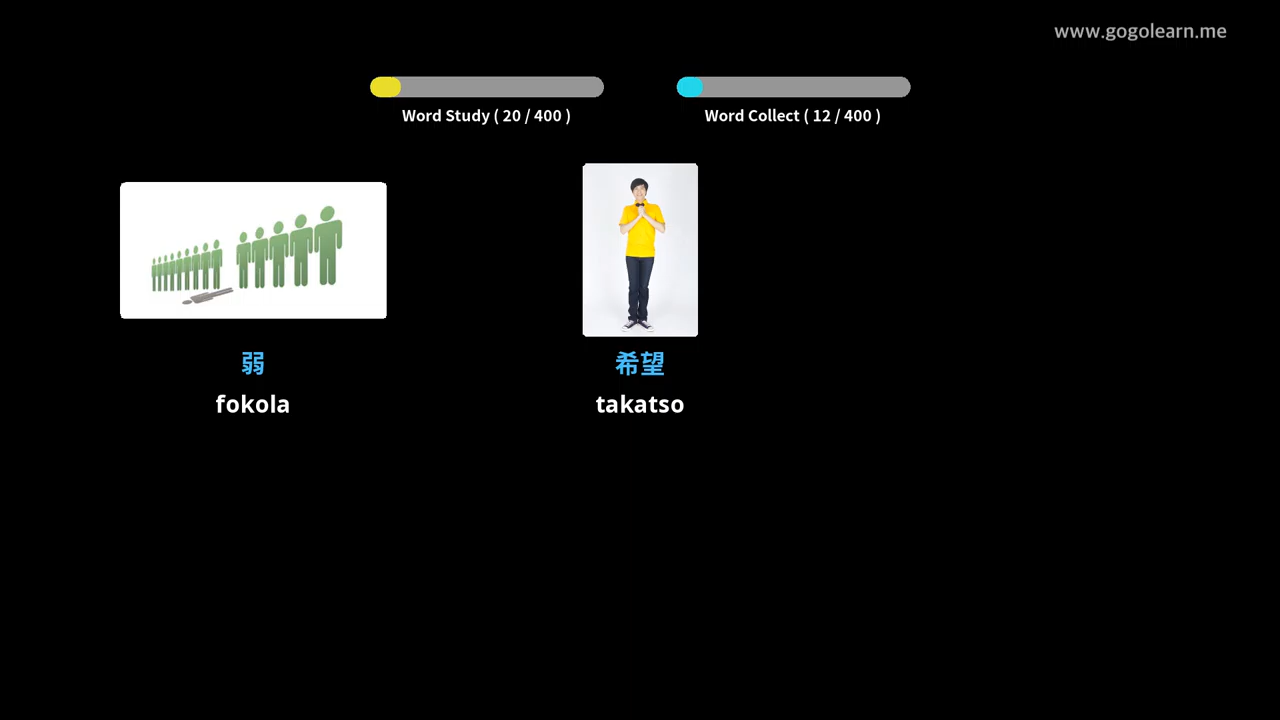 www.gogolearn.me
Word Study ( 20 / 400 )
Word Collect ( 12 / 400 )
弱
fokola
希望
takatso